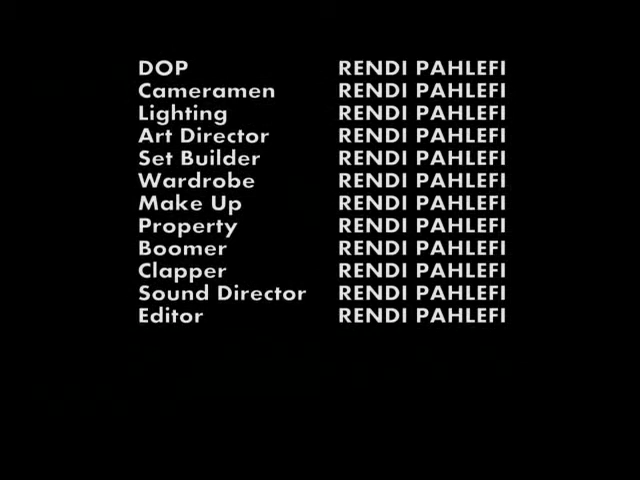 DOP RENDI PAHLEFI
Cameramen RENDI PAHLEFI
Lighting RENDI PAHLEFI
Art Director RENDI PAHLEFI
Set Builder RENDI PAHLEFI
Wardrobe RENDI PAHLEFI
Make Up RENDI PAHLEFI
Property RENDI PAHLEFI
Boomer RENDI PAHLEFI
Clapper RENDI PAHLEFI
Sound Director RENDI PAHLEFI
Editor RENDI PAHLEFI